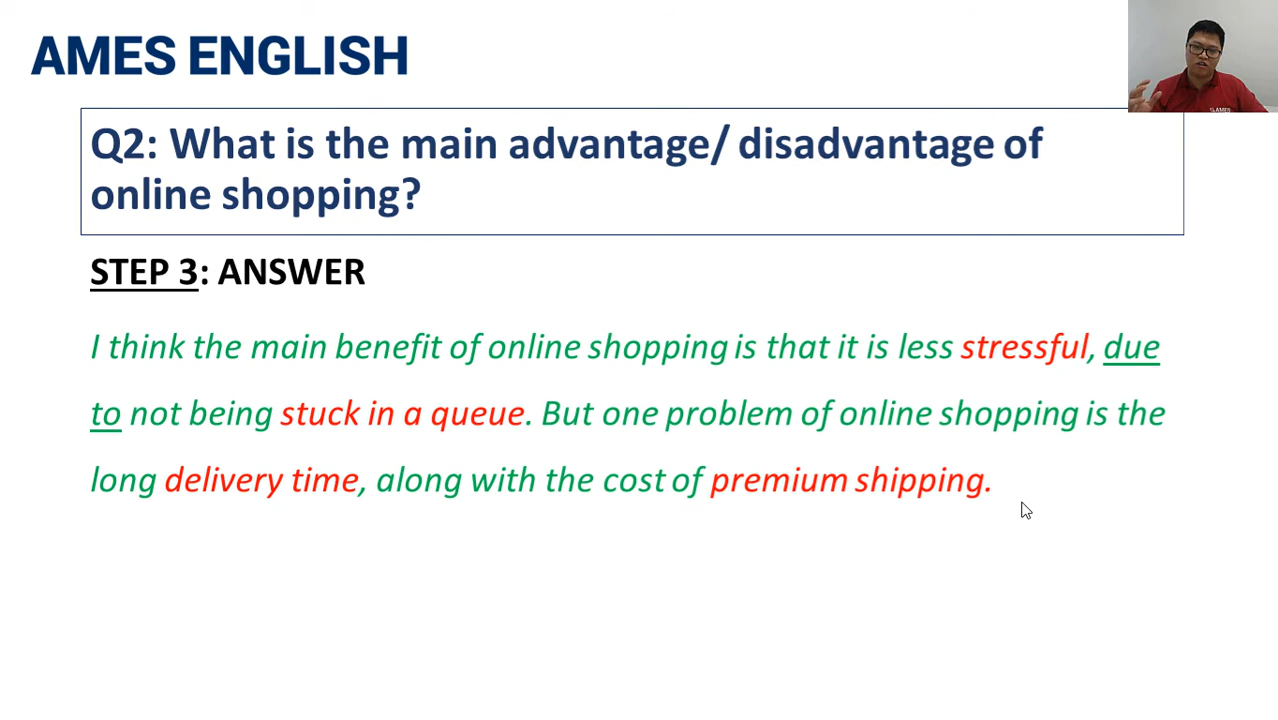 AMES ENGLISH
Q2: What is the main advantage/ disadvantage of
online shopping?
STEP 3: ANSWER
I think the main benefit of online shopping is that it is less stressful, due
to not being stuck in a queue. But one problem of online shopping is the
long delivery time, along with the cost of premium shipping.
AMES